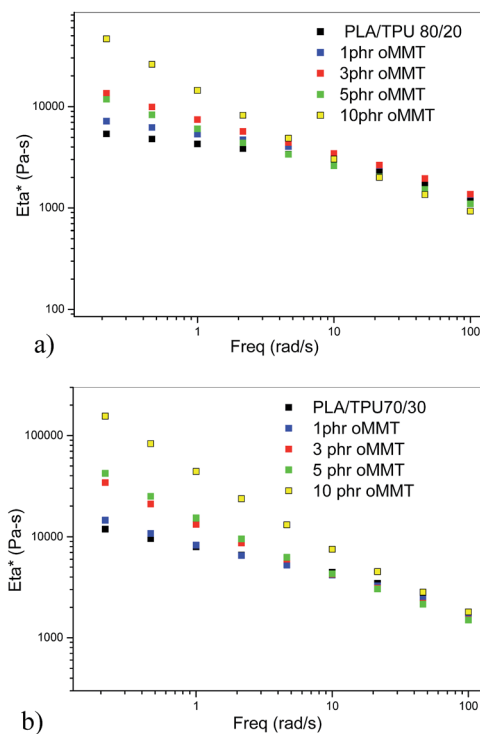 PLA/TPU 80/20
1phr oMMT
3phr oMMT
5phr oMMT
10phr oMMT
10000
1000
100
Eta* (Pa-s)
1
10
100
Freq (rad/s)
a)
PLA/TPU70/30
1phr oMMT
3 phr oMMT
5 phr oMMT
10 phr oMMT
100000
10000
1000
Eta* (Pa-s)
1
10
100
Freq (rad/s)
b)